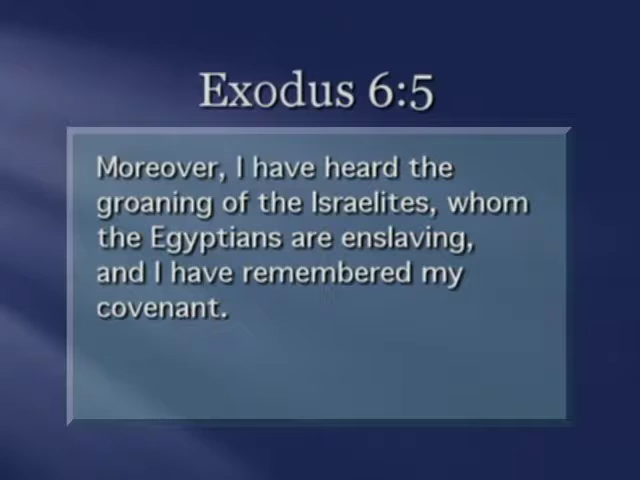 Exodus 6:5
Moreover, I have heard the
groaning of the Israelites, whom
the Egyptians are enslaving,
and I have remembered my
covenant.